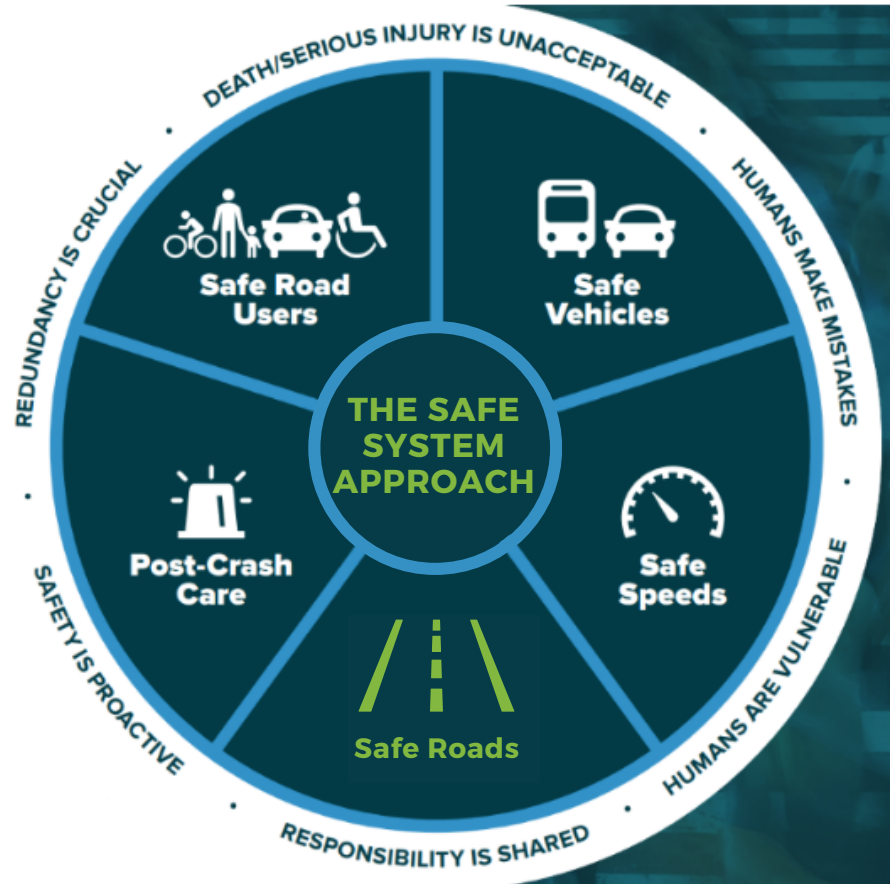 DEATH/SERIOUS INJURY IS UNACCEPTABLE
HUMANS MAKE MISTAKES
HUMANS ARE VULNERABLE
RESPONSIBILITY IS SHARED
SAFETY IS PROACTIVE
REDUNDANCY IS CRUCIAL
Safe Road
Users
Safe
Vehicles
THE SAFE
SYSTEM
APPROACH
Post-Crash
Care
Safe
Speeds
Safe Roads